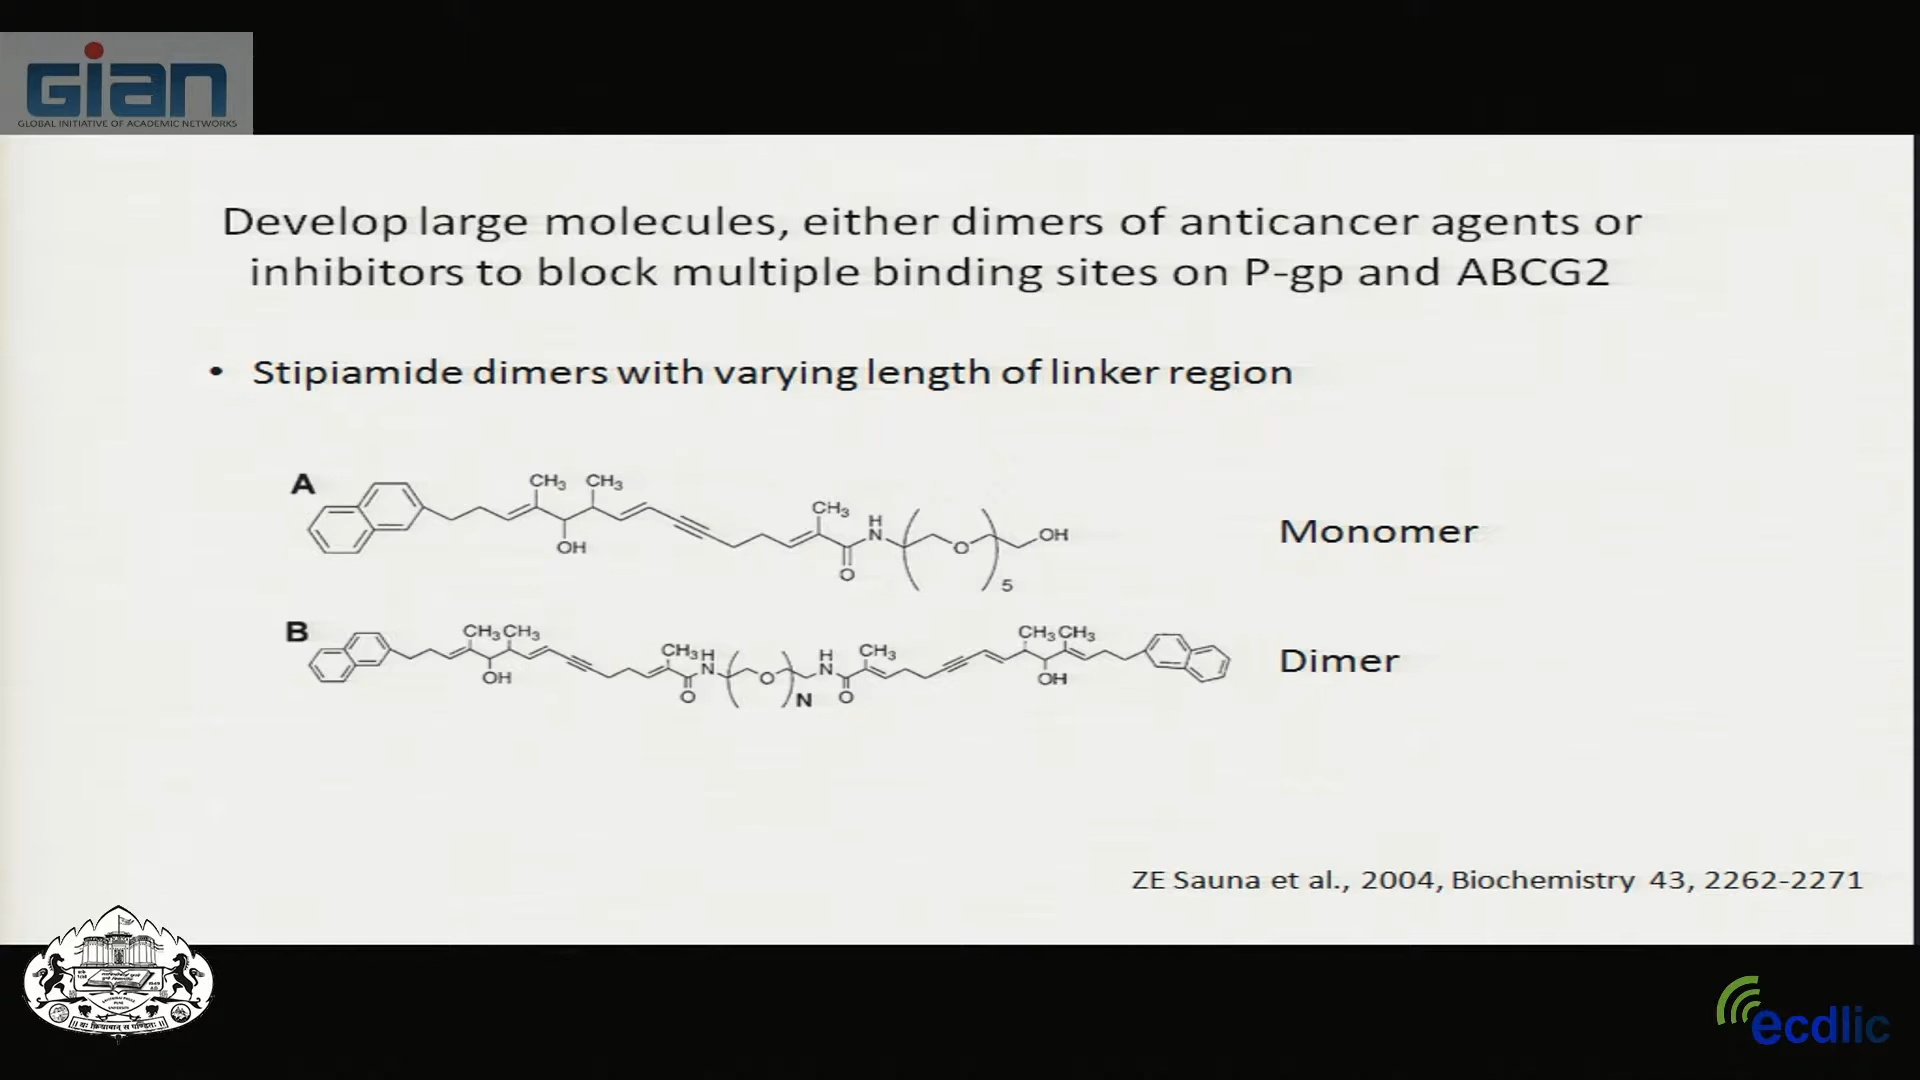 GIAN
GLOBAL INITIATIVE OF ACADEMIC NETWORKS
Develop large molecules, either dimers of anticancer agents or
inhibitors to block multiple binding sites on P-gp and ABCG2
• Stipiamide dimers with varying length of linker region
A
CH₃ CH₃
OH
CH₃
H
N
O
O
OH
5
Monomer
B
CH₃ CH₃
OH
CH₃
H
N
O
O
N
H
N
O
CH₃
CH₃ CH₃
OH
Dimer
ZE Sauna et al., 2004, Biochemistry 43, 2262-2271
ecdlic